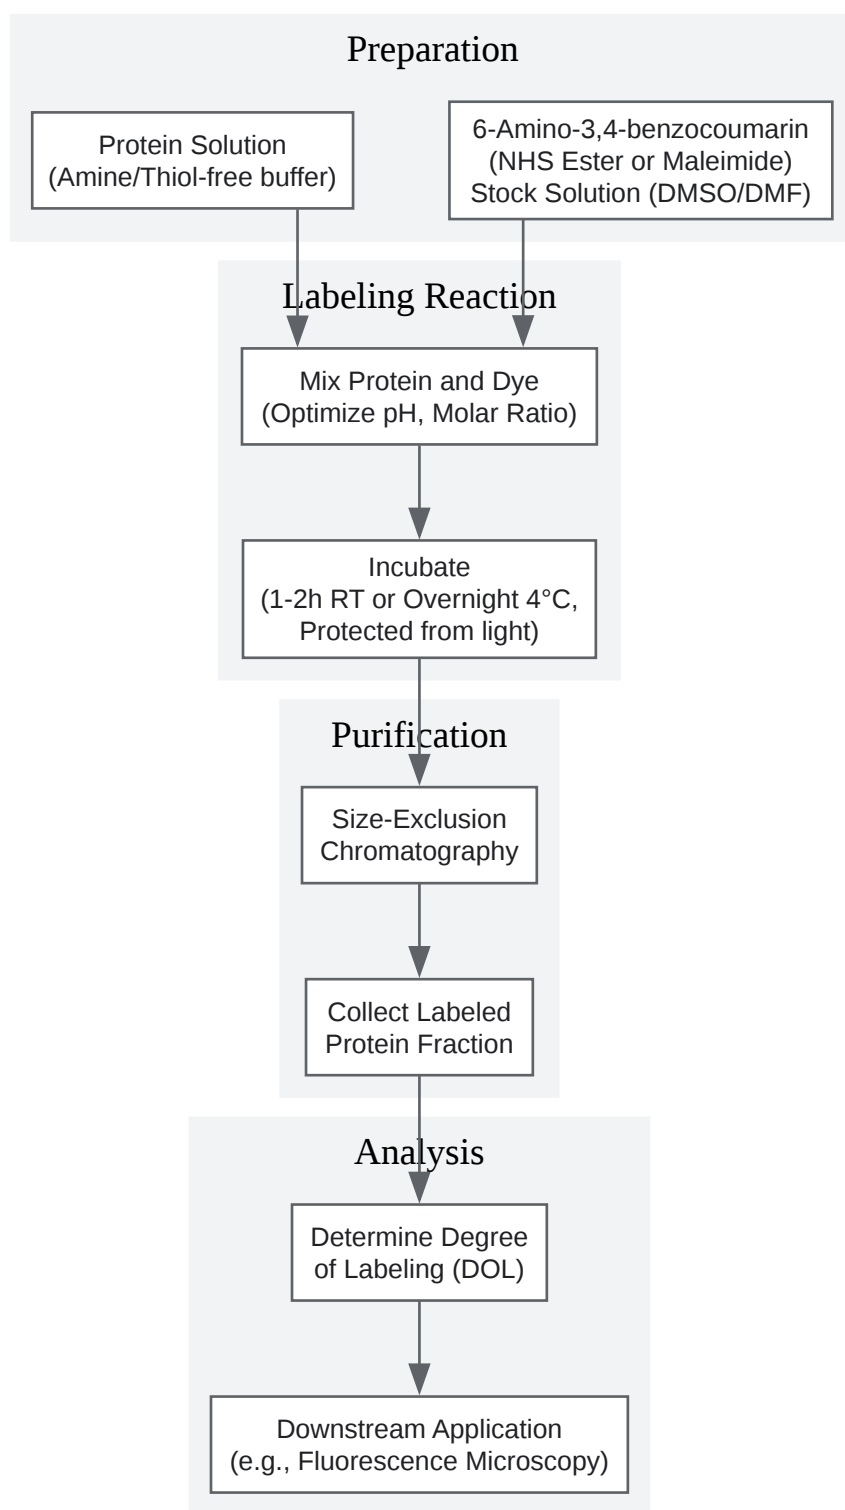 Preparation
Protein Solution
(Amine/Thiol-free buffer)
6-Amino-3,4-benzocoumarin
(NHS Ester or Maleimide)
Stock Solution (DMSO/DMF)
Labeling Reaction
Mix Protein and Dye
(Optimize pH, Molar Ratio)
Incubate
(1-2h RT or Overnight 4°C,
Protected from light)
Purification
Size-Exclusion
Chromatography
Collect Labeled
Protein Fraction
Analysis
Determine Degree
of Labeling (DOL)
Downstream Application
(e.g., Fluorescence Microscopy)